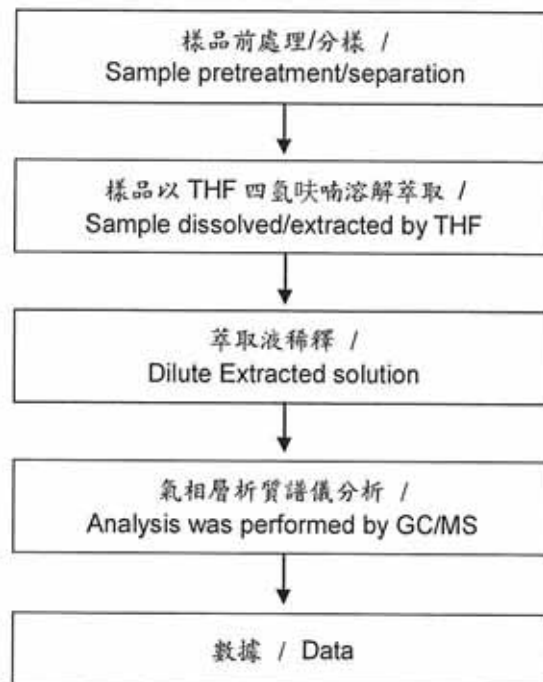 樣品前處理/分樣 /
Sample pretreatment/separation
樣品以 THF 四氫呋喃溶解萃取 /
Sample dissolved/extracted by THF
萃取液稀釋 /
Dilute Extracted solution
氣相層析質譜儀分析 /
Analysis was performed by GC/MS
數據 / Data